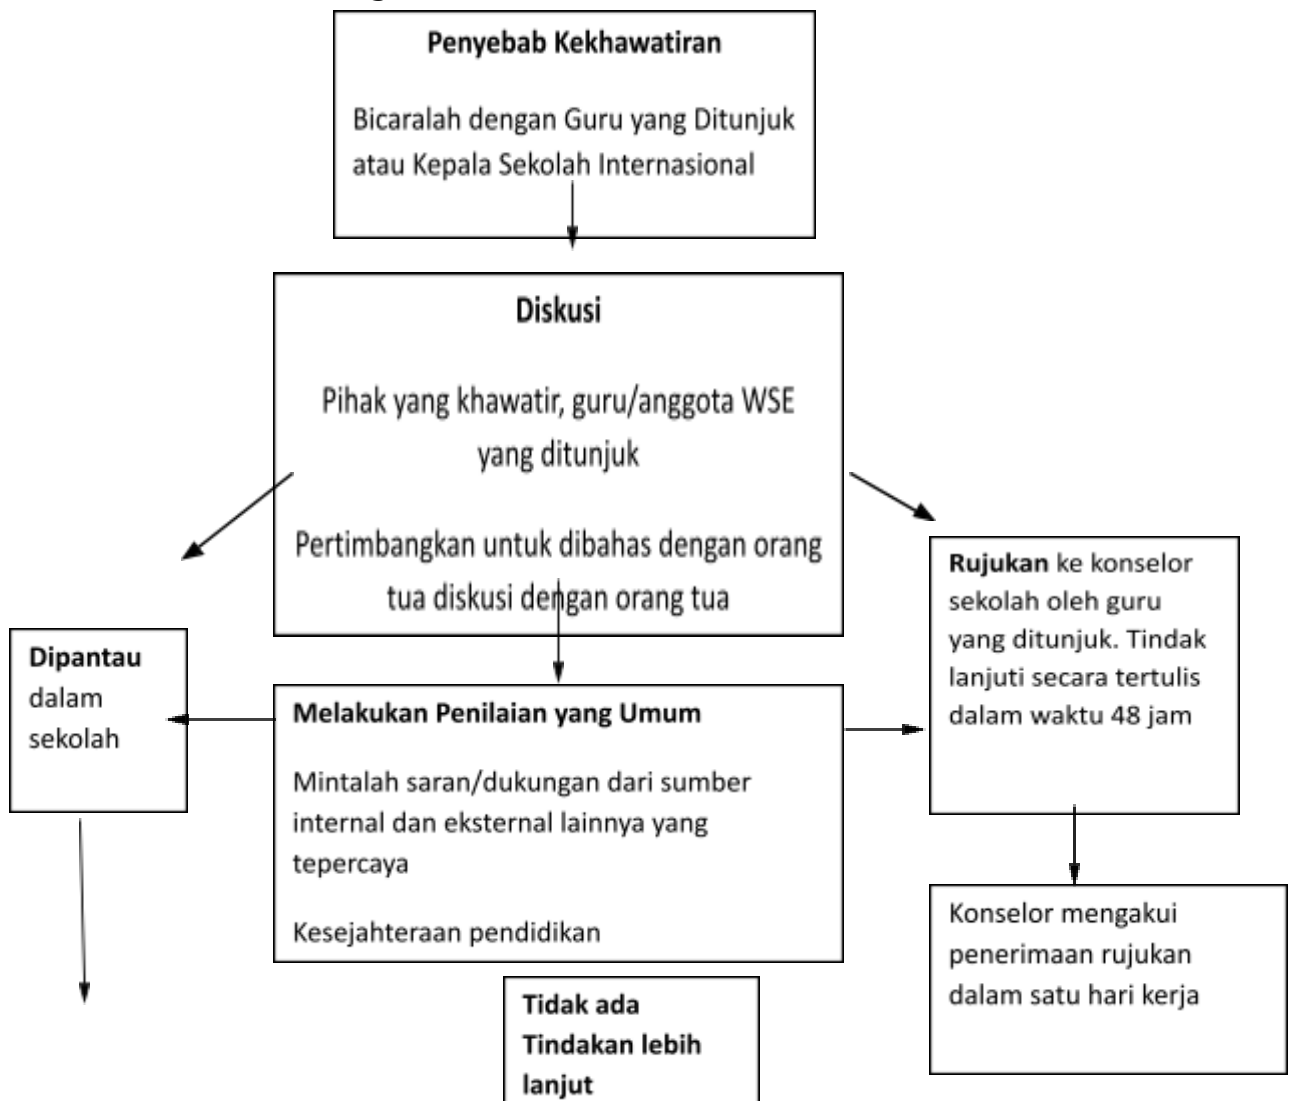 Penyebab Kekhawatiran
Bicaralah dengan Guru yang Ditunjuk
atau Kepala Sekolah Internasional
Diskusi
Pihak yang khawatir, guru/anggota WSE
yang ditunjuk
Pertimbangkan untuk dibahas dengan orang
tua diskusi dengan orang tua
Dipantau
dalam
sekolah
Melakukan Penilaian yang Umum
Mintalah saran/dukungan dari sumber
internal dan eksternal lainnya yang
tepercaya
Kesejahteraan pendidikan
Rujukan ke konselor
sekolah oleh guru
yang ditunjuk. Tindak
lanjuti secara tertulis
dalam waktu 48 jam
Konselor mengakui
penerimaan rujukan
dalam satu hari kerja
Tidak ada
Tindakan lebih
lanjut